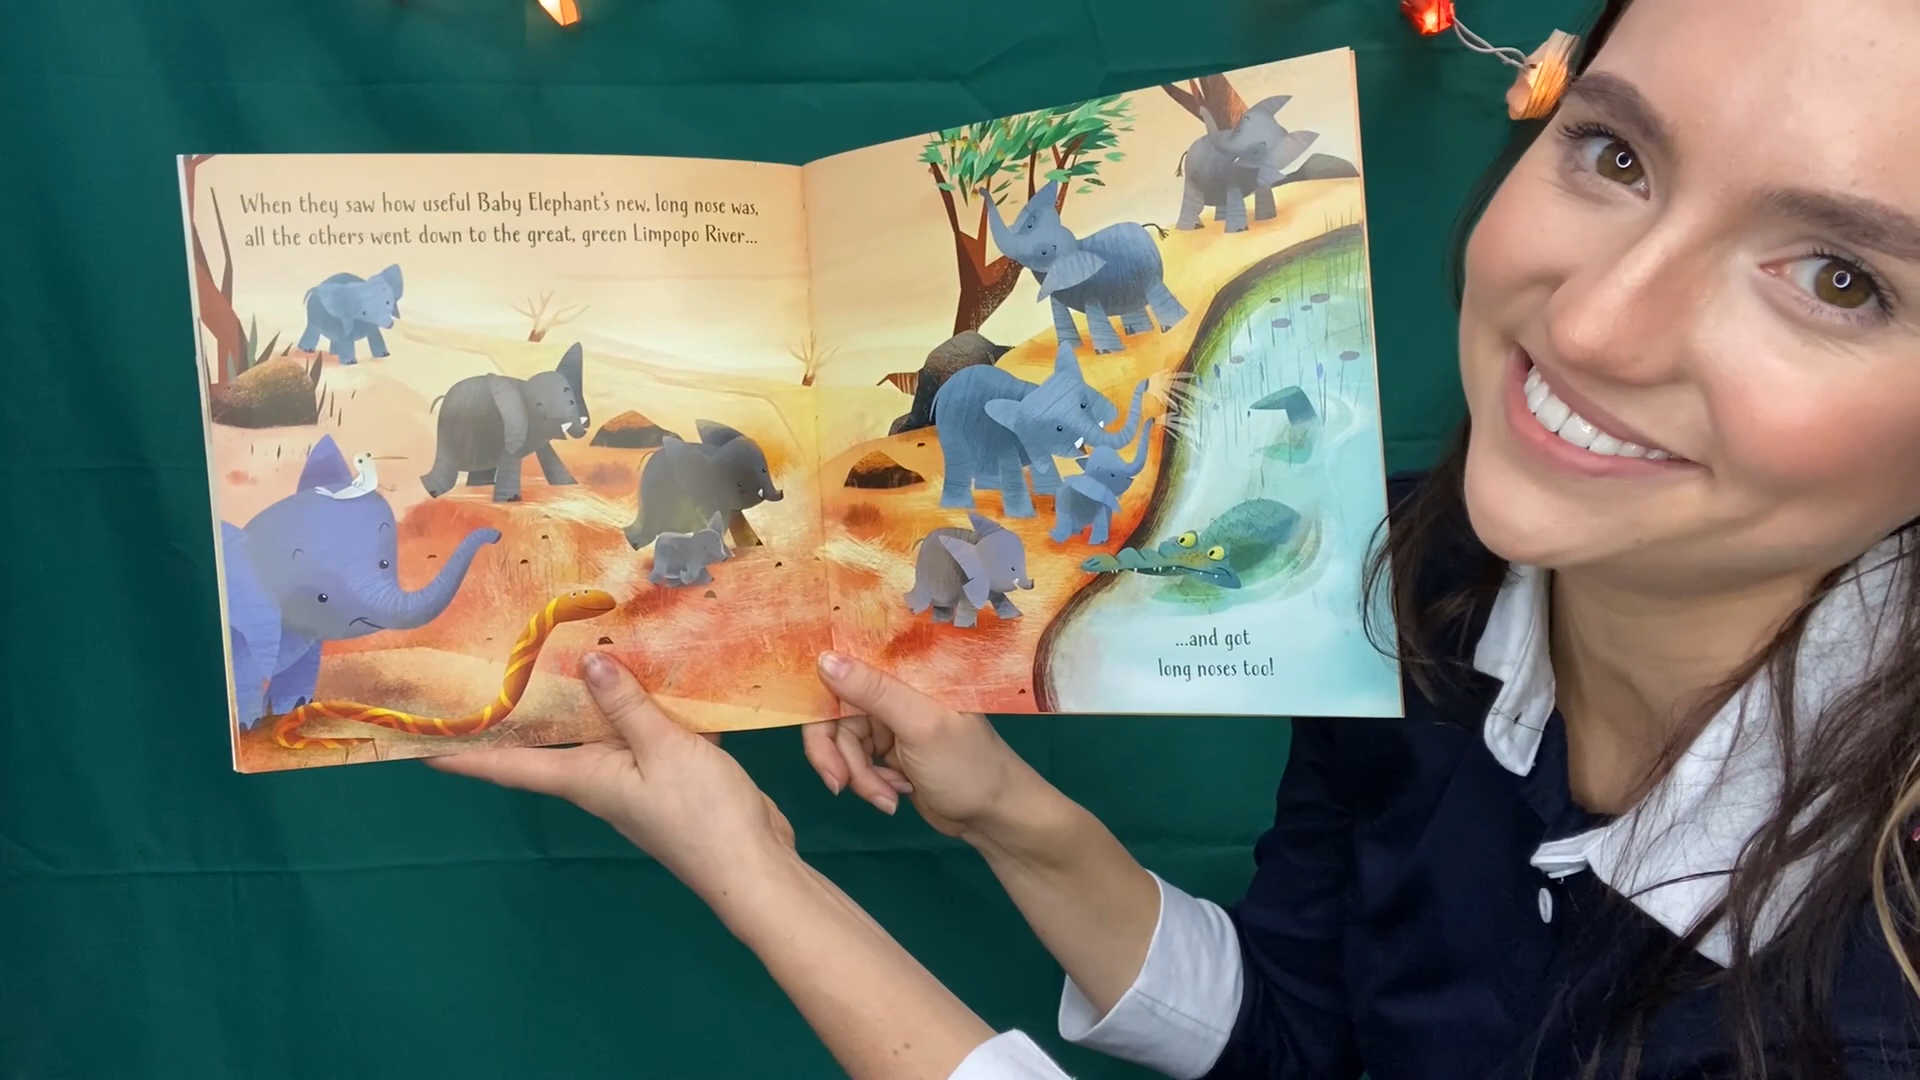 When they saw how useful Baby Elephant's new, long nose was,
all the others went down to the great, green Limpopo River...
...and got
long noses too!